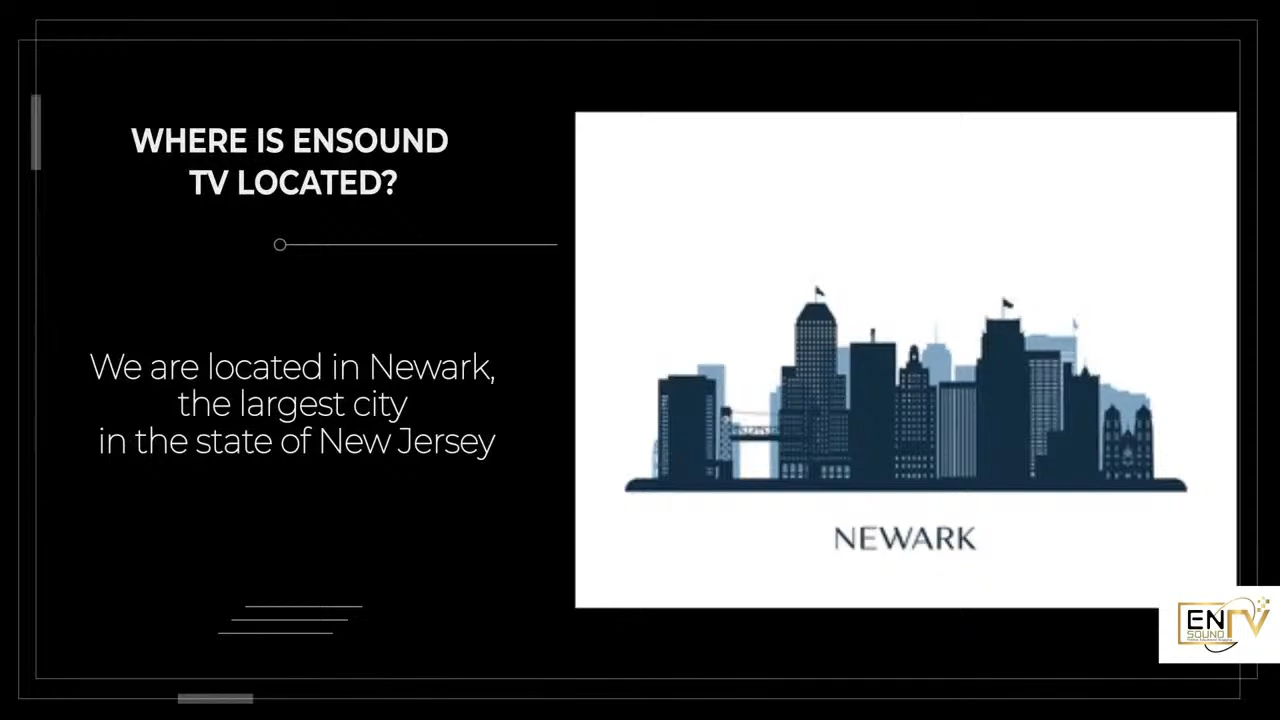 WHERE IS ENSOUND
TV LOCATED?
We are located in Newark,
the largest city
in the state of New Jersey
NEWARK
EN TV
SOUND